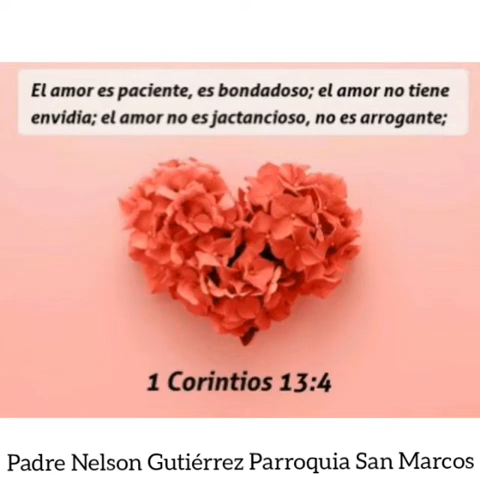 El amor es paciente, es bondadoso; el amor no tiene
envidia; el amor no es jactancioso, no es arrogante;
1 Corintios 13:4
Padre Nelson Gutiérrez Parroquia San Marcos